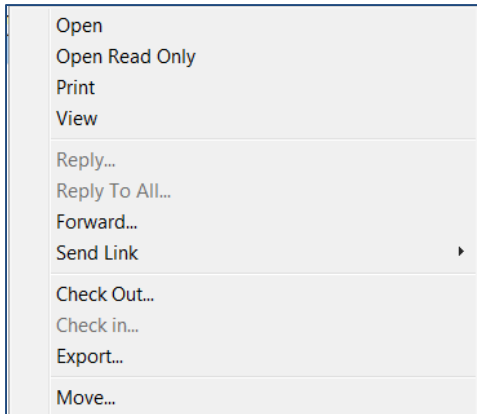 Open
Open Read Only
Print
View
Reply...
Reply To All...
Forward...
Send Link
Check Out...
Check in...
Export...
Move...